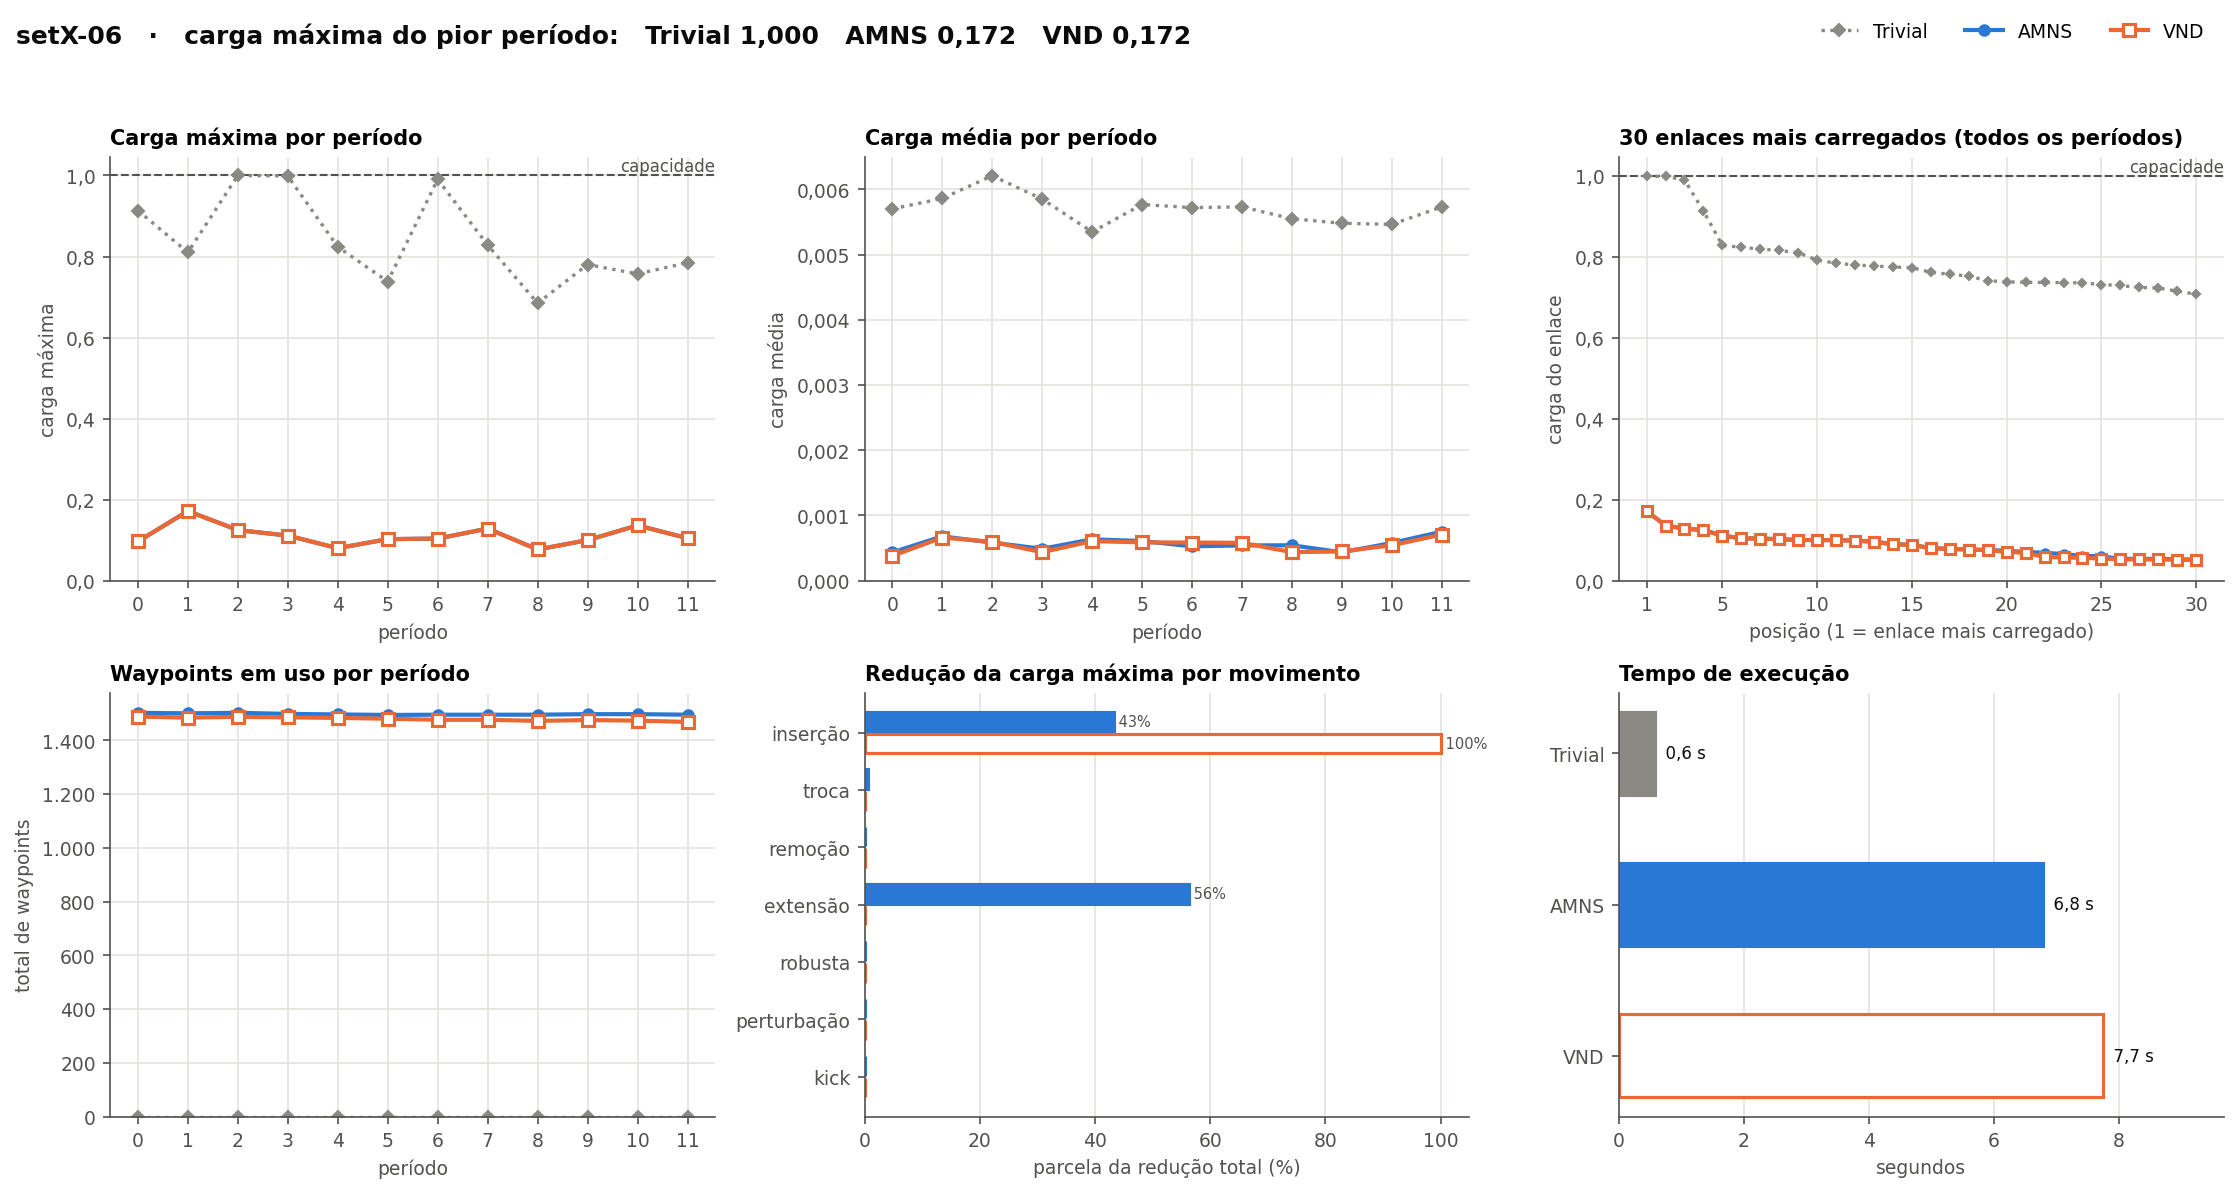 setX-06 · carga máxima do pior período: Trivial 1,000 AMNS 0,172 VND 0,172
Trivial AMNS VND
Carga máxima por período
capacidade
1,0
0,8
0,6
0,4
0,2
0,0
carga máxima
0 1 2 3 4 5 6 7 8 9 10 11
período
Carga média por período
0,006
0,005
0,004
0,003
0,002
0,001
0,000
carga média
0 1 2 3 4 5 6 7 8 9 10 11
período
30 enlaces mais carregados (todos os períodos)
capacidade
1,0
0,8
0,6
0,4
0,2
0,0
carga do enlace
1 5 10 15 20 25 30
posição (1 = enlace mais carregado)
Waypoints em uso por período
1.400
1.200
1.000
800
600
400
200
0
total de waypoints
0 1 2 3 4 5 6 7 8 9 10 11
período
Redução da carga máxima por movimento
inserção 43%
100%
troca
remoção
extensão 56%
robusta
perturbação
kick
0 20 40 60 80 100
parcela da redução total (%)
Tempo de execução
Trivial 0,6 s
AMNS 6,8 s
VND 7,7 s
0 2 4 6 8
segundos